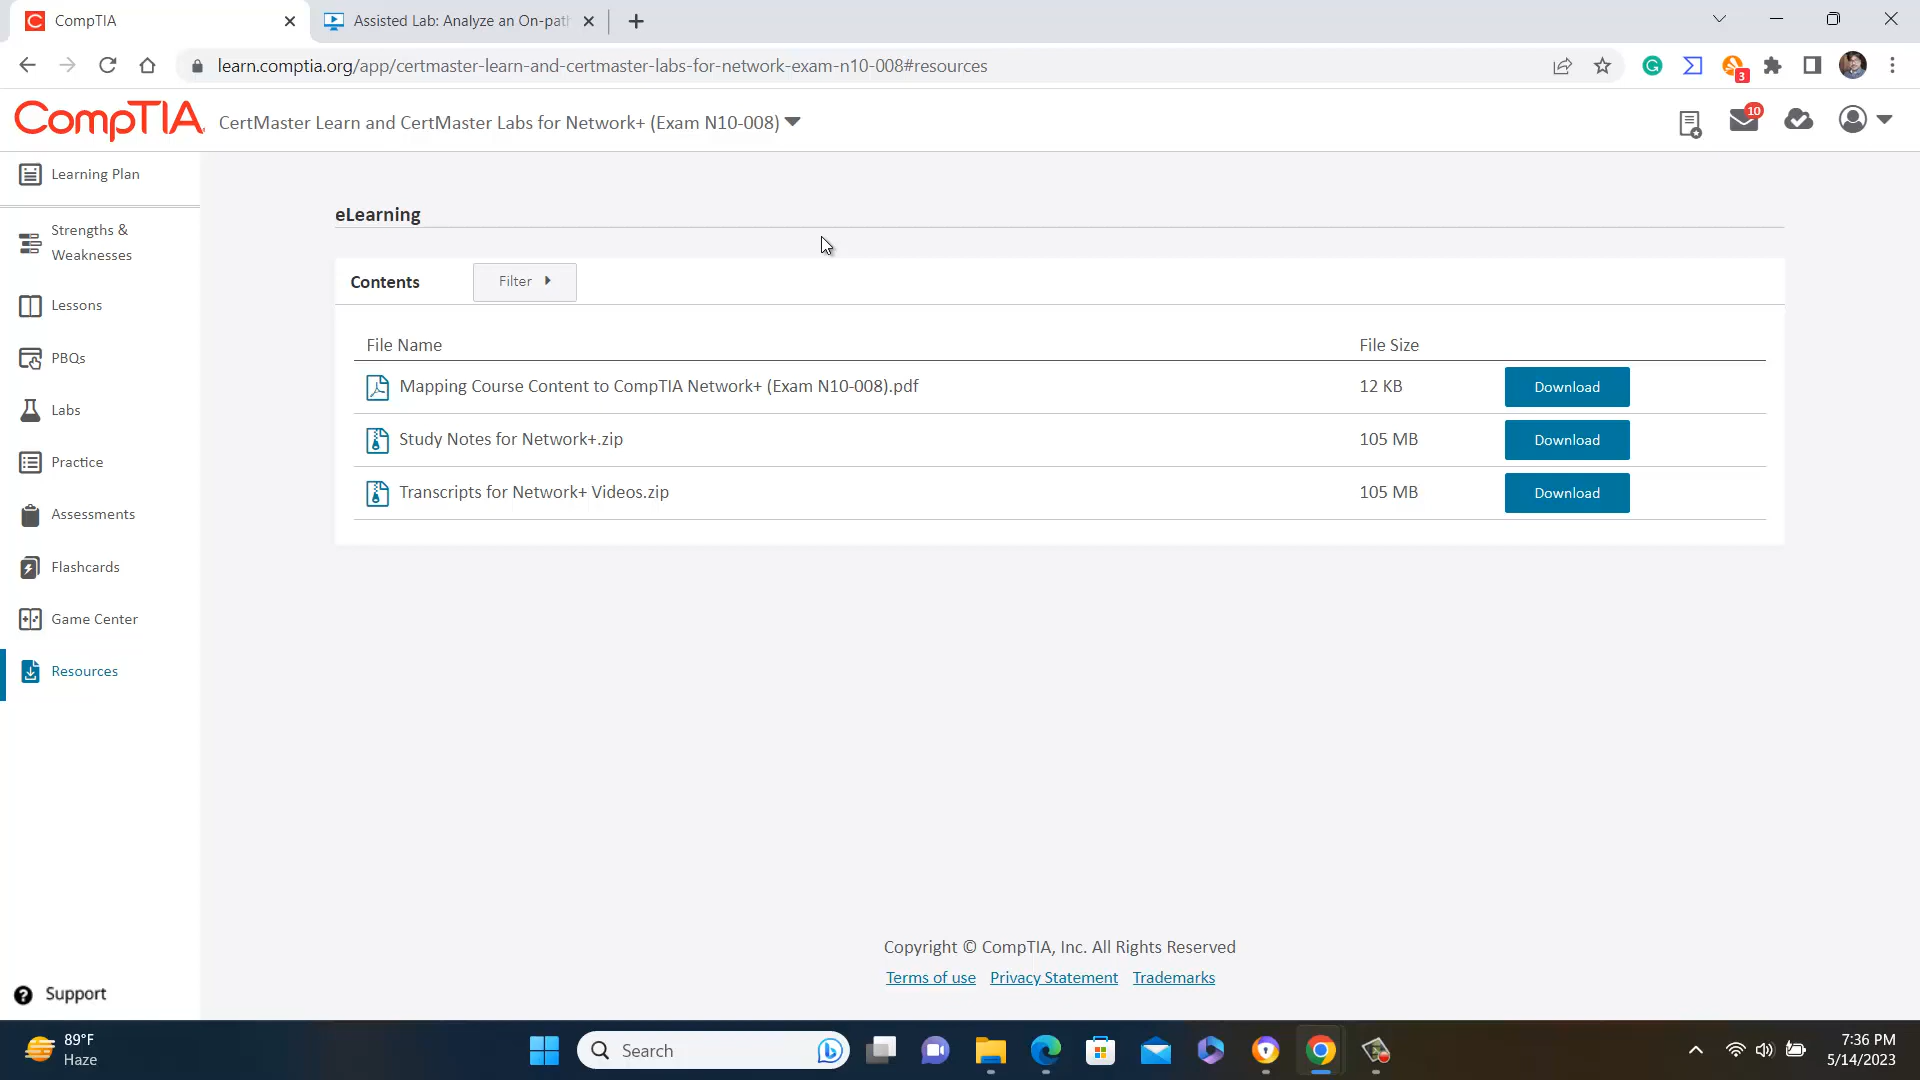 CompTIA
Assisted Lab: Analyze an On-path
learn.comptia.org/app/certmaster-learn-and-certmaster-labs-for-network-exam-n10-008#resources
3
CompTIA.
CertMaster Learn and CertMaster Labs for Network+ (Exam N10-008)
10
Learning Plan
Strengths &
Weaknesses
Lessons
PBQs
Labs
Practice
Assessments
Flashcards
Game Center
Resources
Support
eLearning
Contents
Filter
File Name File Size
Mapping Course Content to CompTIA Network+ (Exam N10-008).pdf 12 KB Download
Study Notes for Network+.zip 105 MB Download
Transcripts for Network+ Videos.zip 105 MB Download
Copyright © CompTIA, Inc. All Rights Reserved
Terms of use Privacy Statement Trademarks
89°F
Haze
Search
7:36 PM
5/14/2023